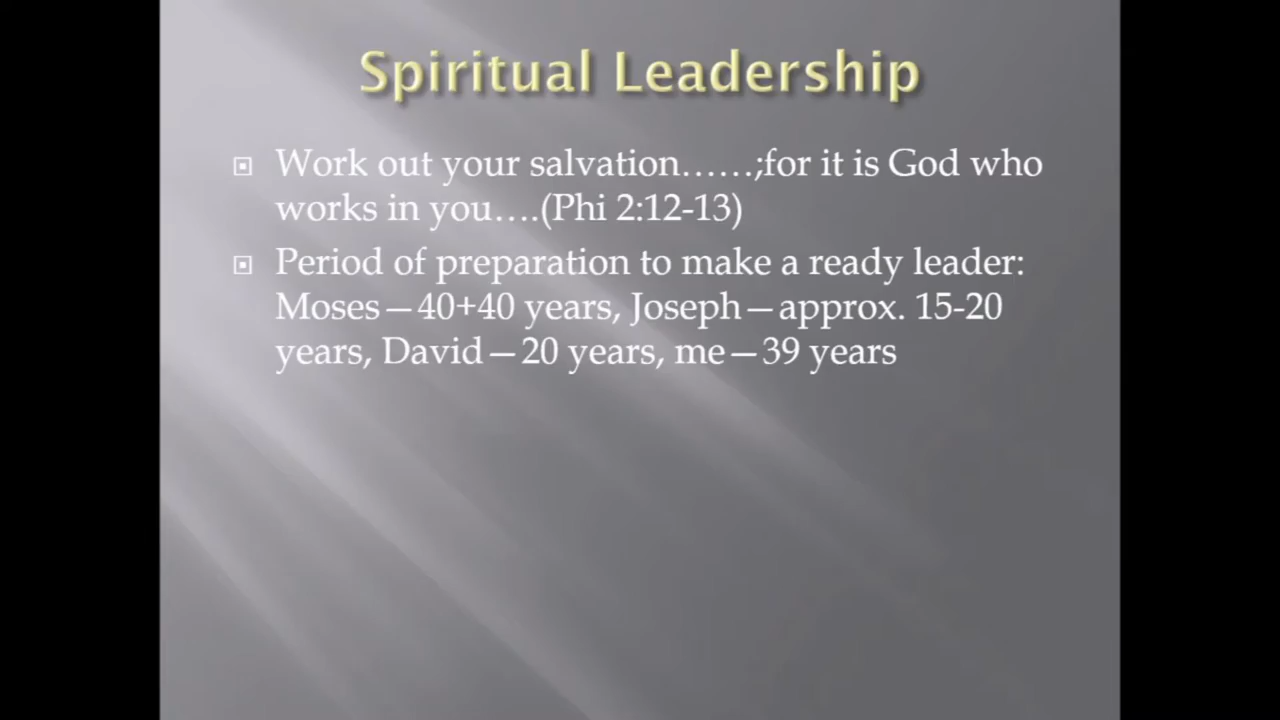 Spiritual Leadership
Work out your salvation……;for it is God who
works in you….(Phi 2:12-13)
Period of preparation to make a ready leader:
Moses—40+40 years, Joseph—approx. 15-20
years, David—20 years, me—39 years